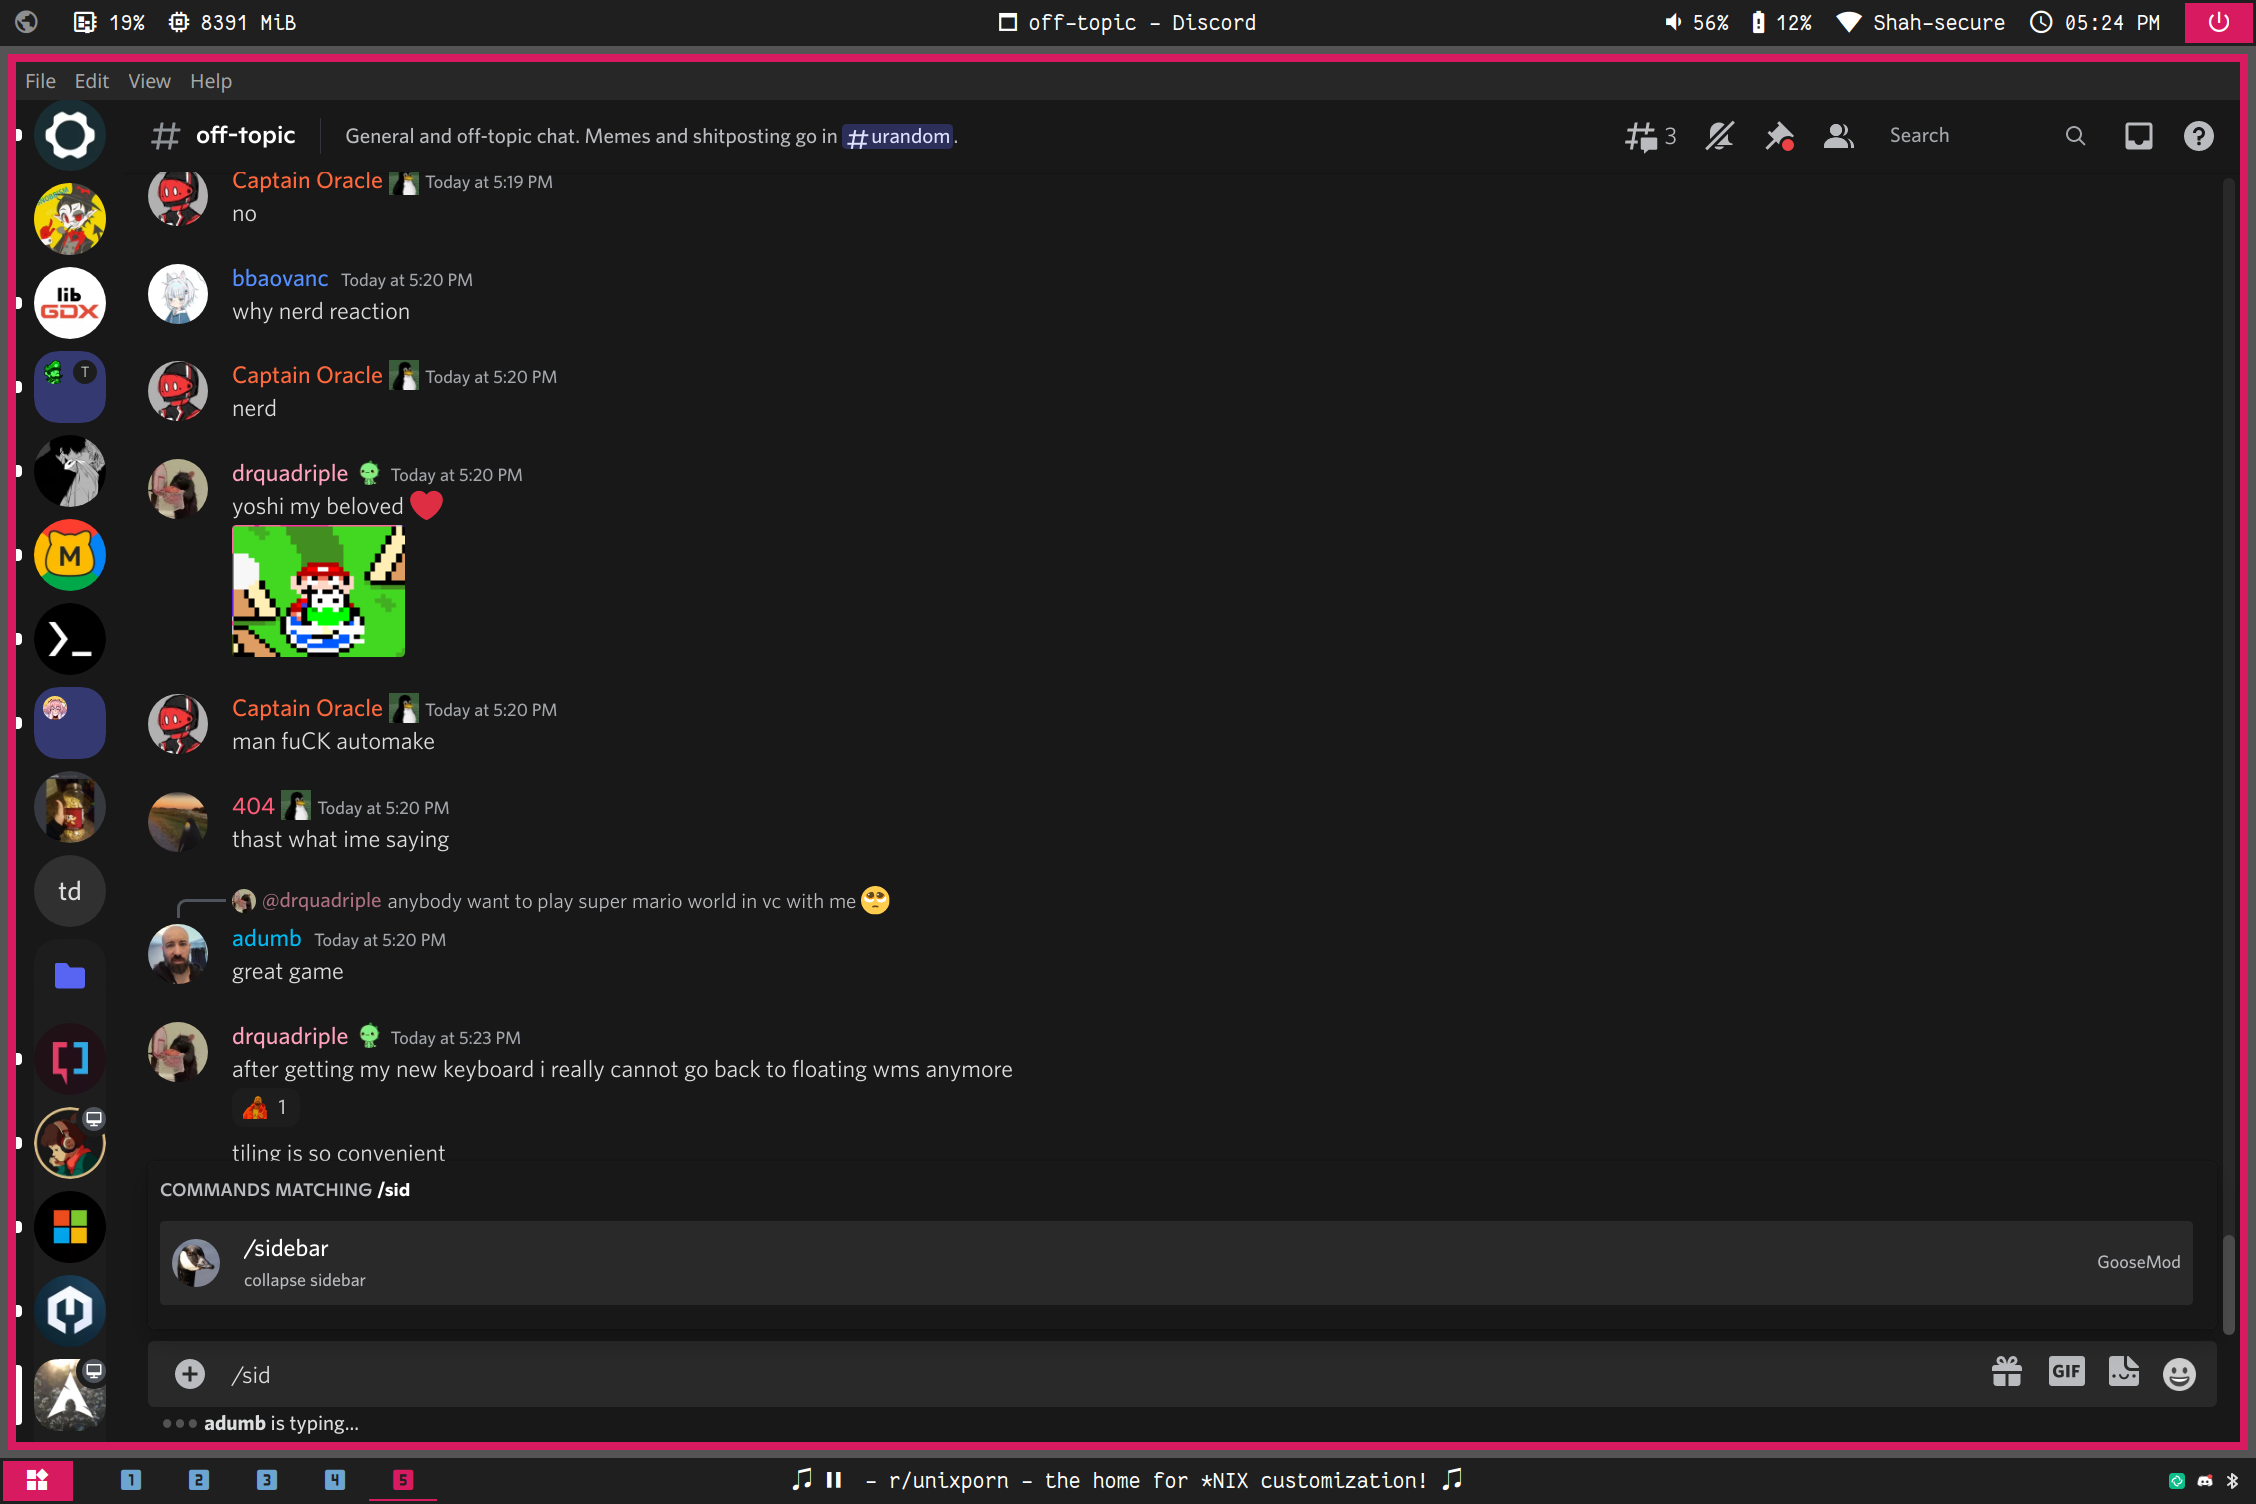 19% 8391 MiB off-topic - Discord 56% 12% Shah-secure 05:24 PM
File Edit View Help
off-topic General and off-topic chat. Memes and shitposting go in #urandom. 3 Search
Captain Oracle Today at 5:19 PM
no
bbaovanc Today at 5:20 PM
why nerd reaction
Captain Oracle Today at 5:20 PM
nerd
drquadriple Today at 5:20 PM
yoshi my beloved ❤️
Captain Oracle Today at 5:20 PM
man fuCK automake
404 Today at 5:20 PM
thast what ime saying
@drquadriple anybody want to play super mario world in vc with me 🥺
adumb Today at 5:20 PM
great game
drquadriple Today at 5:23 PM
after getting my new keyboard i really cannot go back to floating wms anymore
1
tiling is so convenient
COMMANDS MATCHING /sid
/sidebar
collapse sidebar
GooseMod
/sid
GIF
adumb is typing...
lib
GDX
T
M
td
1 2 3 4 5 - r/unixporn - the home for *NIX customization!